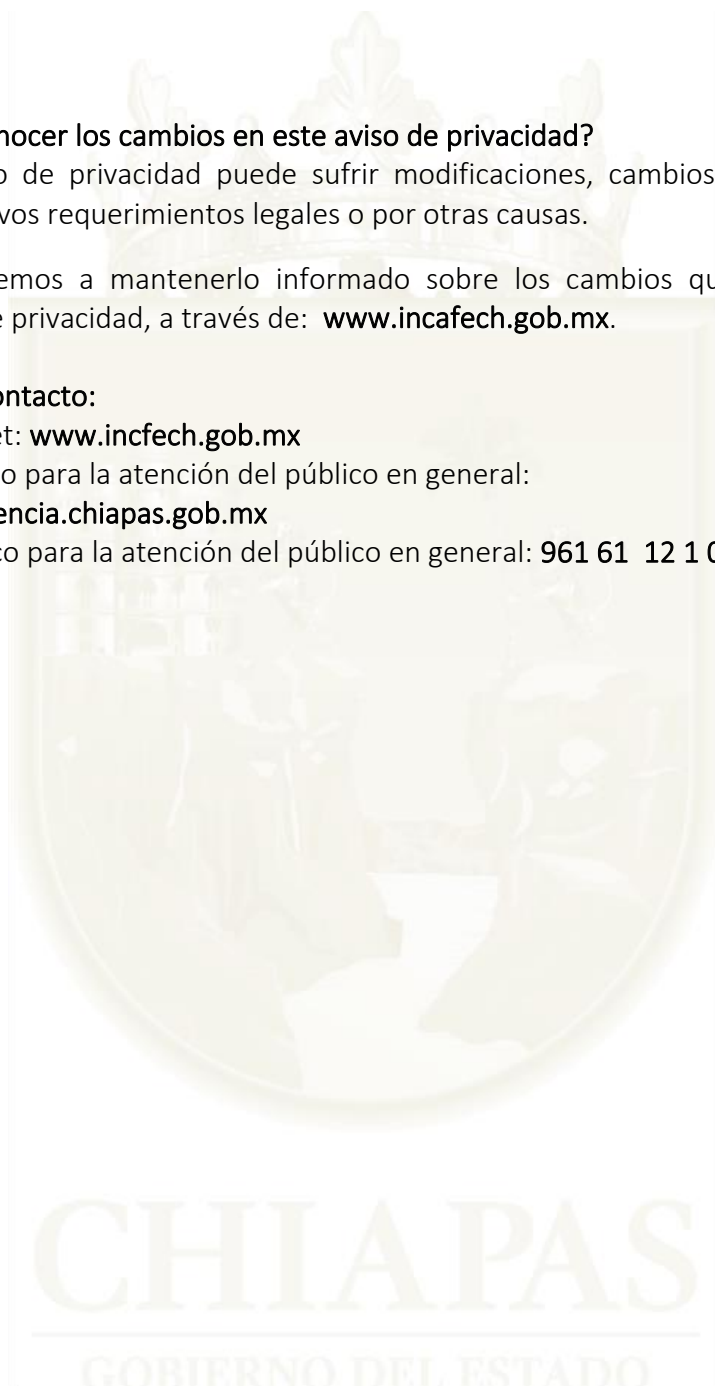 nocer los cambios en este aviso de privacidad?
o de privacidad puede sufrir modificaciones, cambios
vos requerimientos legales o por otras causas.
emos a mantenerlo informado sobre los cambios qu
e privacidad, a través de: www.incafech.gob.mx.
ontacto:
et: www.incfech.gob.mx
o para la atención del público en general:
encia.chiapas.gob.mx
co para la atención del público en general: 961 61 12 1 0
CHIAPAS
GOBIERNO DEL ESTADO